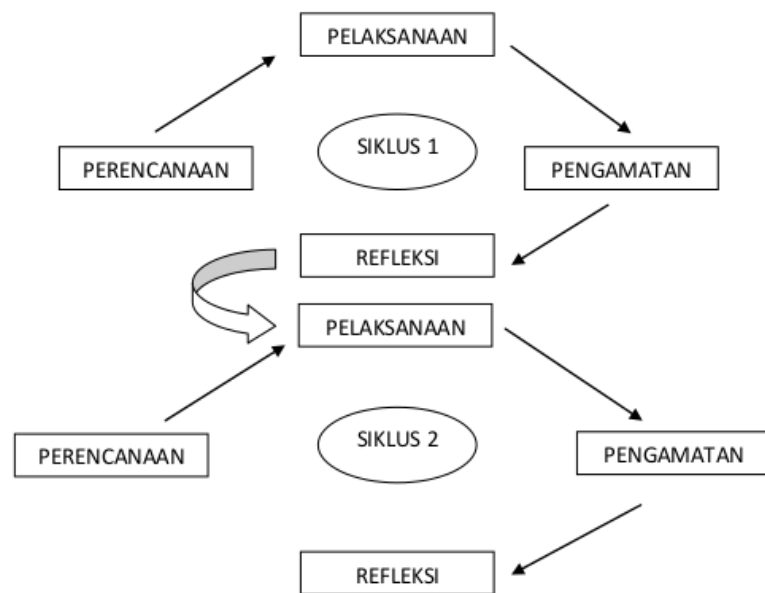 PELAKSANAAN
SIKLUS 1
PERENCANAAN
PENGAMATAN
REFLEKSI
PELAKSANAAN
SIKLUS 2
PERENCANAAN
PENGAMATAN
REFLEKSI